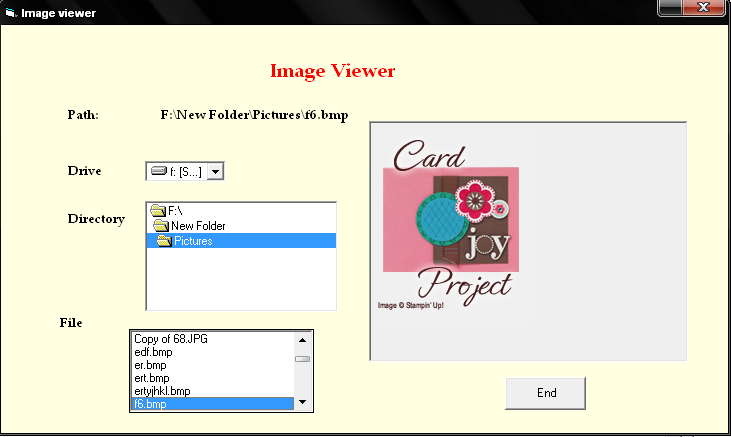 Image viewer
Image Viewer
Path: F:\New Folder\Pictures\f6.bmp
Drive f: [S...]
Directory
F:\
New Folder
Pictures
File
Copy of 68.JPG
edf.bmp
er.bmp
ert.bmp
ertyjhkl.bmp
f6.bmp
Card
joy
Project
Image © Stampin' Up!
End